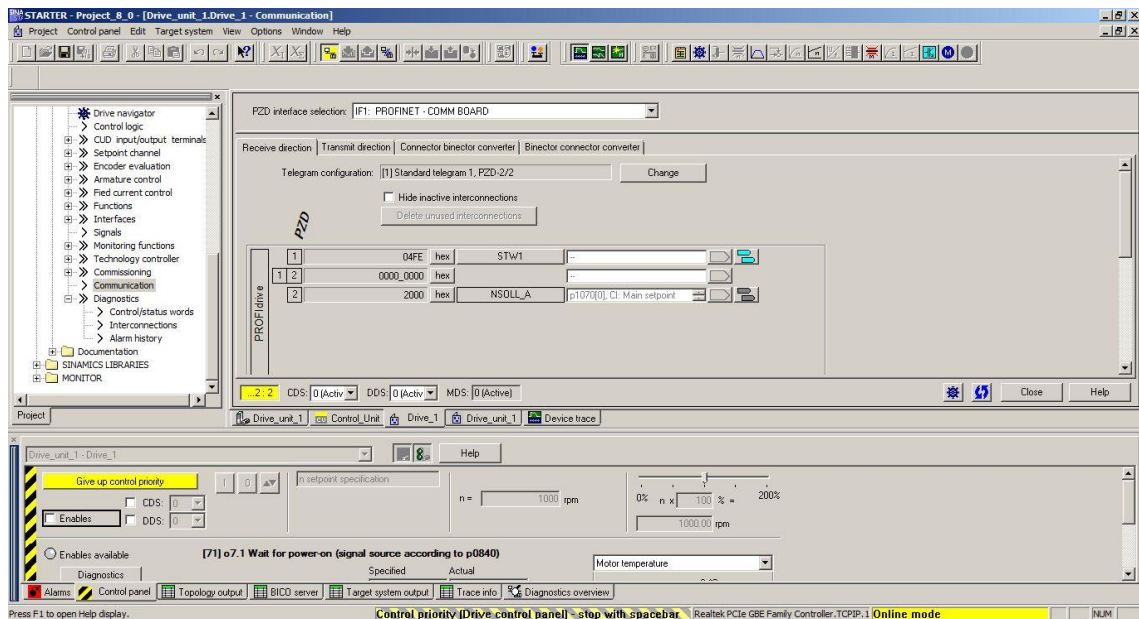 STARTER - Project_8_0 - [Drive_unit_1.Drive_1 - Communication]
Project Control panel Edit Target system View Options Window Help
Drive navigator
Control logic
CUD input/output terminals
Setpoint channel
Encoder evaluation
Armature control
Fied current control
Functions
Interfaces
Signals
Monitoring functions
Technology controller
Commissioning
Communication
Diagnostics
Control/status words
Interconnections
Alarm history
Documentation
SINAMICS LIBRARIES
MONITOR
Project
PZD interface selection: IF1: PROFINET - COMM BOARD
Receive direction Transmit direction Connector binector converter Binector connector converter
Telegram configuration: [1] Standard telegram 1, PZD-2/2 Change
Hide inactive interconnections
Delete unused interconnections
PZD
PROFIdrive
1 04FE hex STW1 --
1 2 0000_0000 hex --
2 2000 hex NSOLL_A p1070[0], CI: Main setpoint
...2 : 2 CDS: 0 (Activ DDS: 0 (Activ MDS: 0 (Active) Close Help
Drive_unit_1 Control_Unit Drive_1 Drive_unit_1 Device trace
Drive_unit_1 - Drive_1 Help
Give up control priority I 0 n setpoint specification
CDS: 0
Enables DDS: 0
n = 1000 rpm
0% n x 100 % = 200%
1000.00 rpm
Enables available [71] o7.1 Wait for power-on (signal source according to p0840)
Motor temperature
Diagnostics Specified Actual
Alarms Control panel Topology output BICO server Target system output Trace info Diagnostics overview
Press F1 to open Help display. Control priority [Drive control panel] - stop with spacebar Realtek PCIe GBE Family Controller.TCPIP.1 Online mode NUM